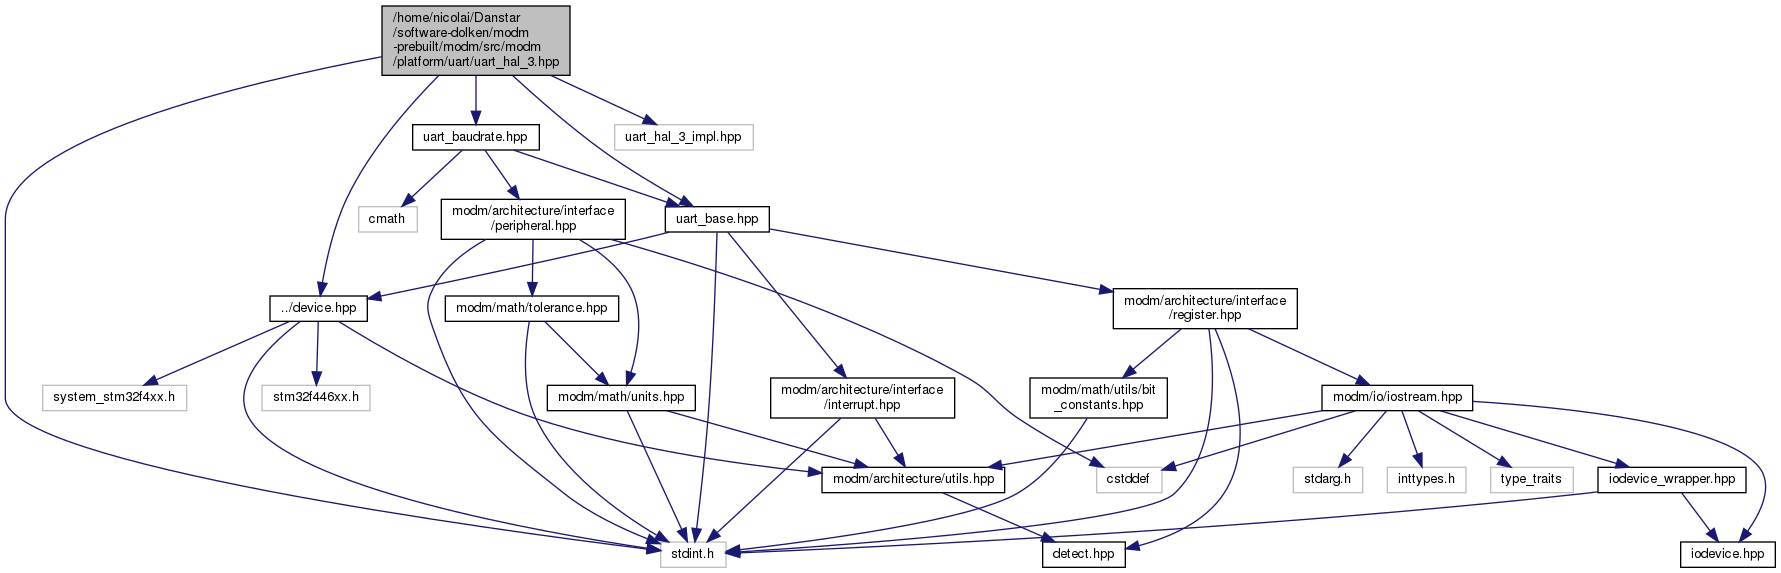 /home/nicolai/Danstar
/software-dolken/modm
-prebuilt/modm/src/modm
/platform/uart/uart_hal_3.hpp
uart_baudrate.hpp
uart_hal_3_impl.hpp
cmath
modm/architecture/interface
/peripheral.hpp
uart_base.hpp
../device.hpp
modm/math/tolerance.hpp
modm/architecture/interface
/register.hpp
system_stm32f4xx.h
stm32f446xx.h
modm/math/units.hpp
modm/architecture/interface
/interrupt.hpp
modm/math/utils/bit
_constants.hpp
modm/io/iostream.hpp
modm/architecture/utils.hpp
cstddef
stdarg.h
inttypes.h
type_traits
iodevice_wrapper.hpp
stdint.h
detect.hpp
iodevice.hpp